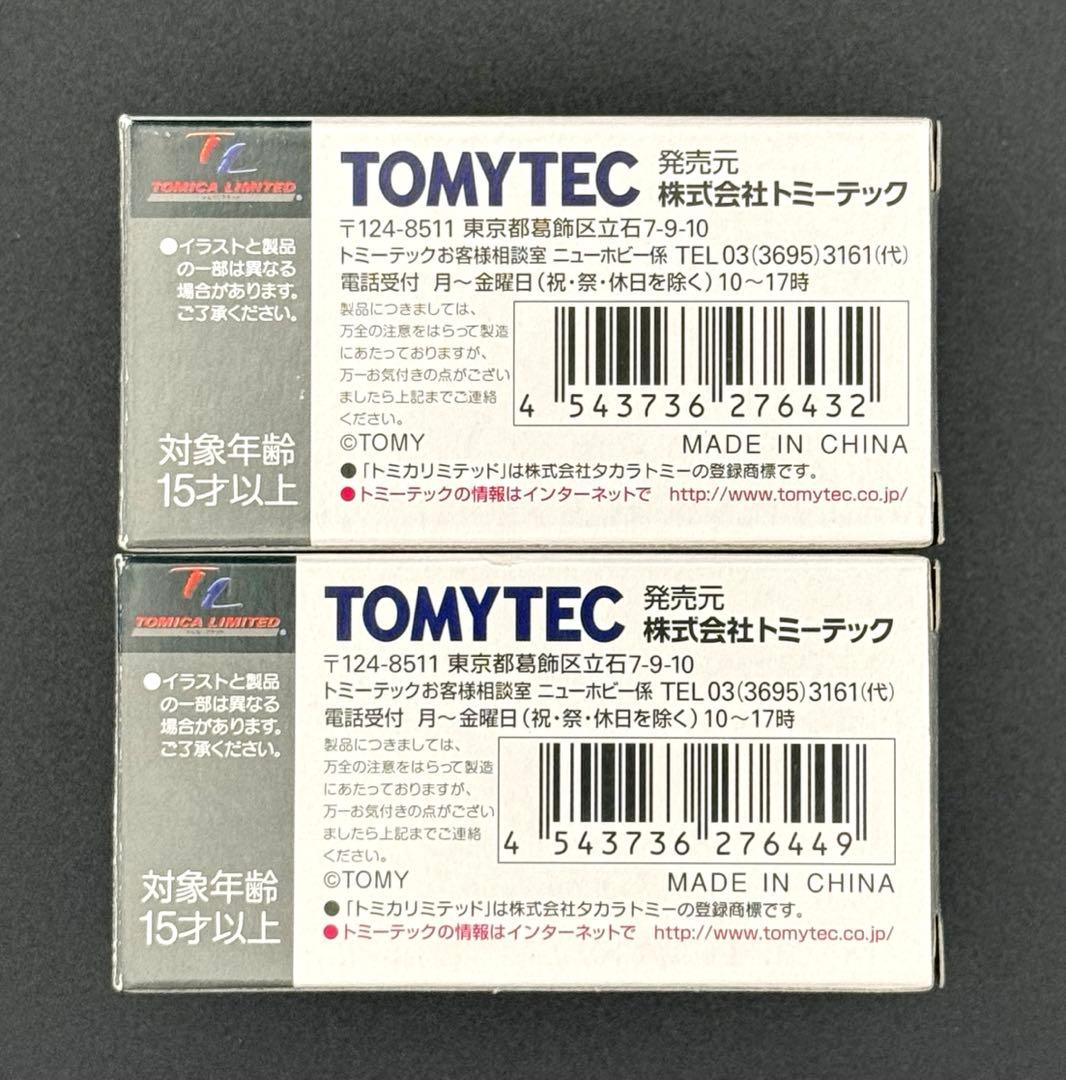 TL
TOMICA LIMITED
●イラストと製品
の一部は異なる
場合があります。
ご了承ください。
対象年齢
15才以上
TOMYTEC
発売元
株式会社トミーテック
〒124-8511 東京都葛飾区立石7-9-10
トミーテックお客様相談室 ニューホビー係 TEL 03(3695)3161(代)
電話受付 月～金曜日(祝・祭・休日を除く)10～17時
製品につきましては、
万全の注意をはらって製造
にあたっておりますが、
万一お気付きの点がござい
ましたら上記までご連絡
ください。
4 543736 276432
©TOMY
MADE IN CHINA
●「トミカリミテッド」は株式会社タカラトミーの登録商標です。
●トミーテックの情報はインターネットで http://www.tomytec.co.jp/
TL
TOMICA LIMITED
●イラストと製品
の一部は異なる
場合があります。
ご了承ください。
対象年齢
15才以上
TOMYTEC
発売元
株式会社トミーテック
〒124-8511 東京都葛飾区立石7-9-10
トミーテックお客様相談室 ニューホビー係 TEL 03(3695)3161(代)
電話受付 月～金曜日(祝・祭・休日を除く)10～17時
製品につきましては、
万全の注意をはらって製造
にあたっておりますが、
万一お気付きの点がござい
ましたら上記までご連絡
ください。
4 543736 276449
©TOMY
MADE IN CHINA
●「トミカリミテッド」は株式会社タカラトミーの登録商標です。
●トミーテックの情報はインターネットで http://www.tomytec.co.jp/